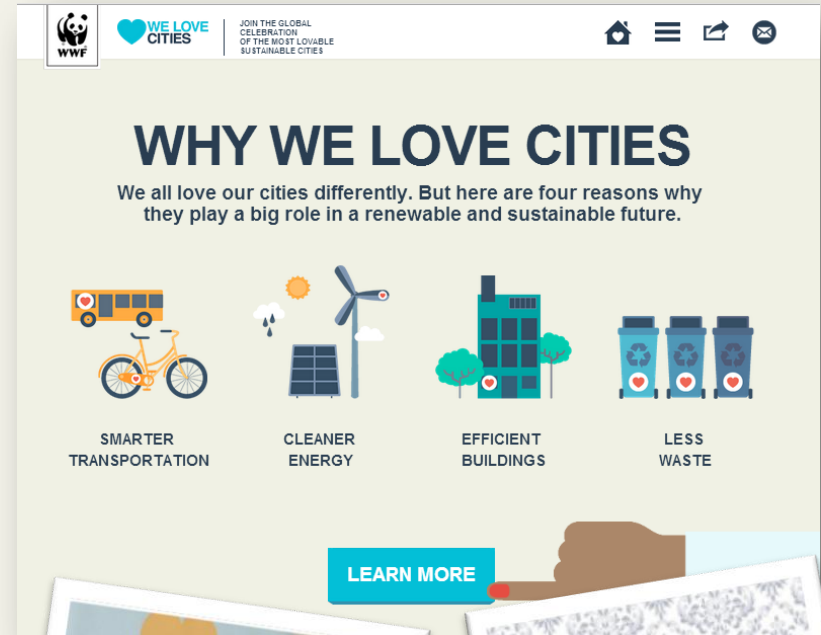 WWF
WE LOVE
CITIES
JOIN THE GLOBAL
CELEBRATION
OF THE MOST LOVABLE
SUSTAINABLE CITIES
WHY WE LOVE CITIES
We all love our cities differently. But here are four reasons why
they play a big role in a renewable and sustainable future.
SMARTER
TRANSPORTATION
CLEANER
ENERGY
EFFICIENT
BUILDINGS
LESS
WASTE
LEARN MORE